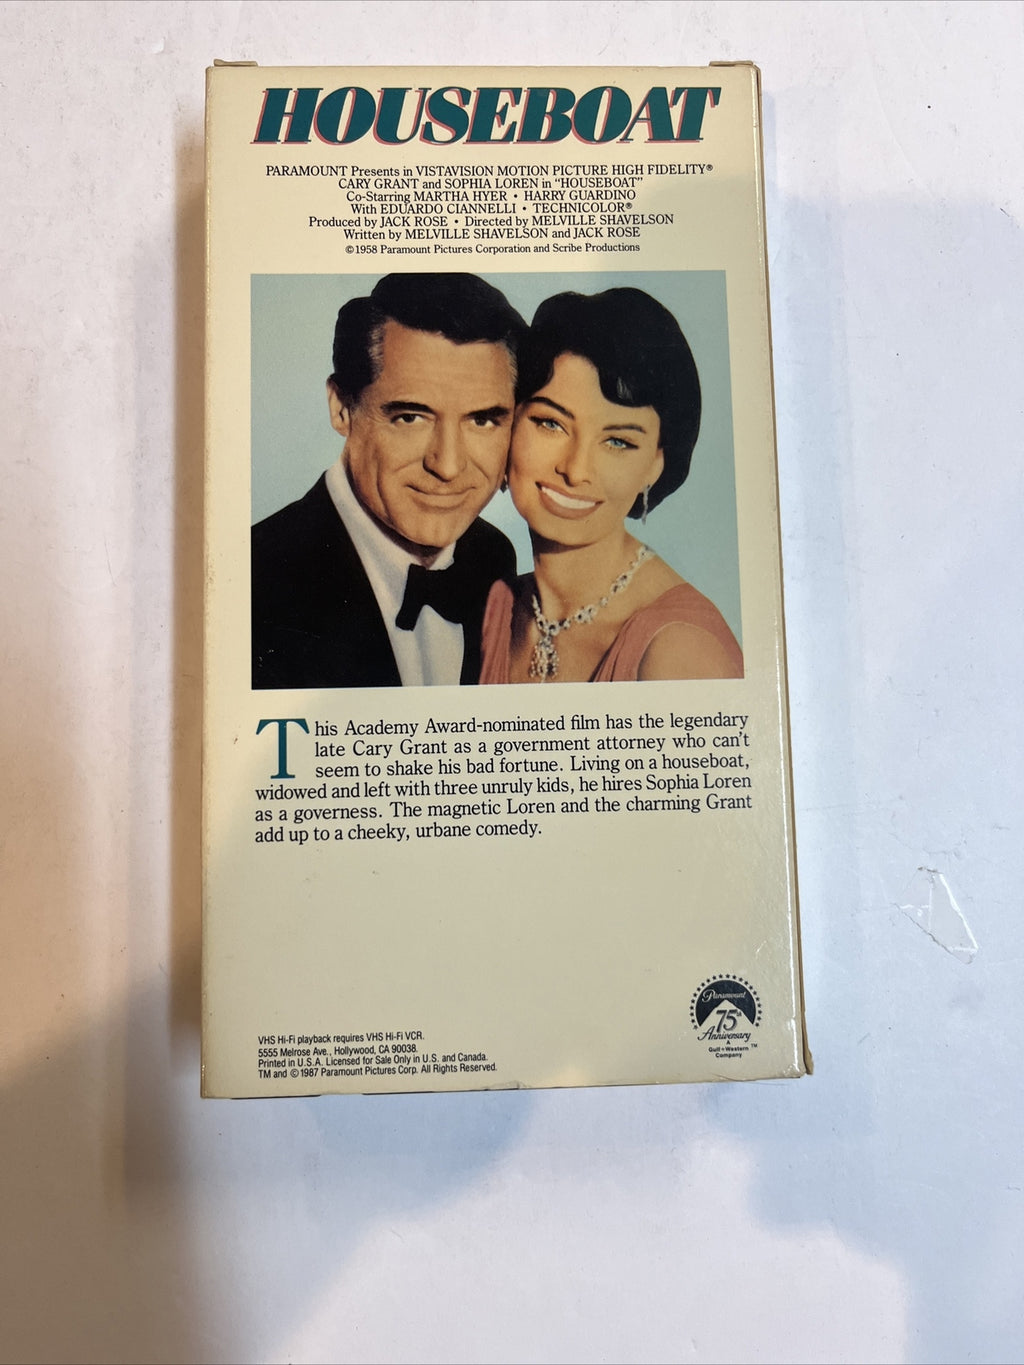 HOUSEBOAT
PARAMOUNT Presents in VISTAVISION MOTION PICTURE HIGH FIDELITY®
CARY GRANT and SOPHIA LOREN in "HOUSEBOAT"
Co-Starring MARTHA HYER • HARRY GUARDINO
With EDUARDO CIANNELLI • TECHNICOLOR®
Produced by JACK ROSE • Directed by MELVILLE SHAVELSON
Written by MELVILLE SHAVELSON and JACK ROSE
©1958 Paramount Pictures Corporation and Scribe Productions
This Academy Award-nominated film has the legendary
late Cary Grant as a government attorney who can't
seem to shake his bad fortune. Living on a houseboat,
widowed and left with three unruly kids, he hires Sophia Loren
as a governess. The magnetic Loren and the charming Grant
add up to a cheeky, urbane comedy.
VHS Hi-Fi playback requires VHS Hi-Fi VCR.
5555 Melrose Ave., Hollywood, CA 90038.
Printed in U.S.A. Licensed for Sale Only in U.S. and Canada.
TM and ©1987 Paramount Pictures Corp. All Rights Reserved.
Paramount
75th
Anniversary
A
Gulf+Western
Company
TM